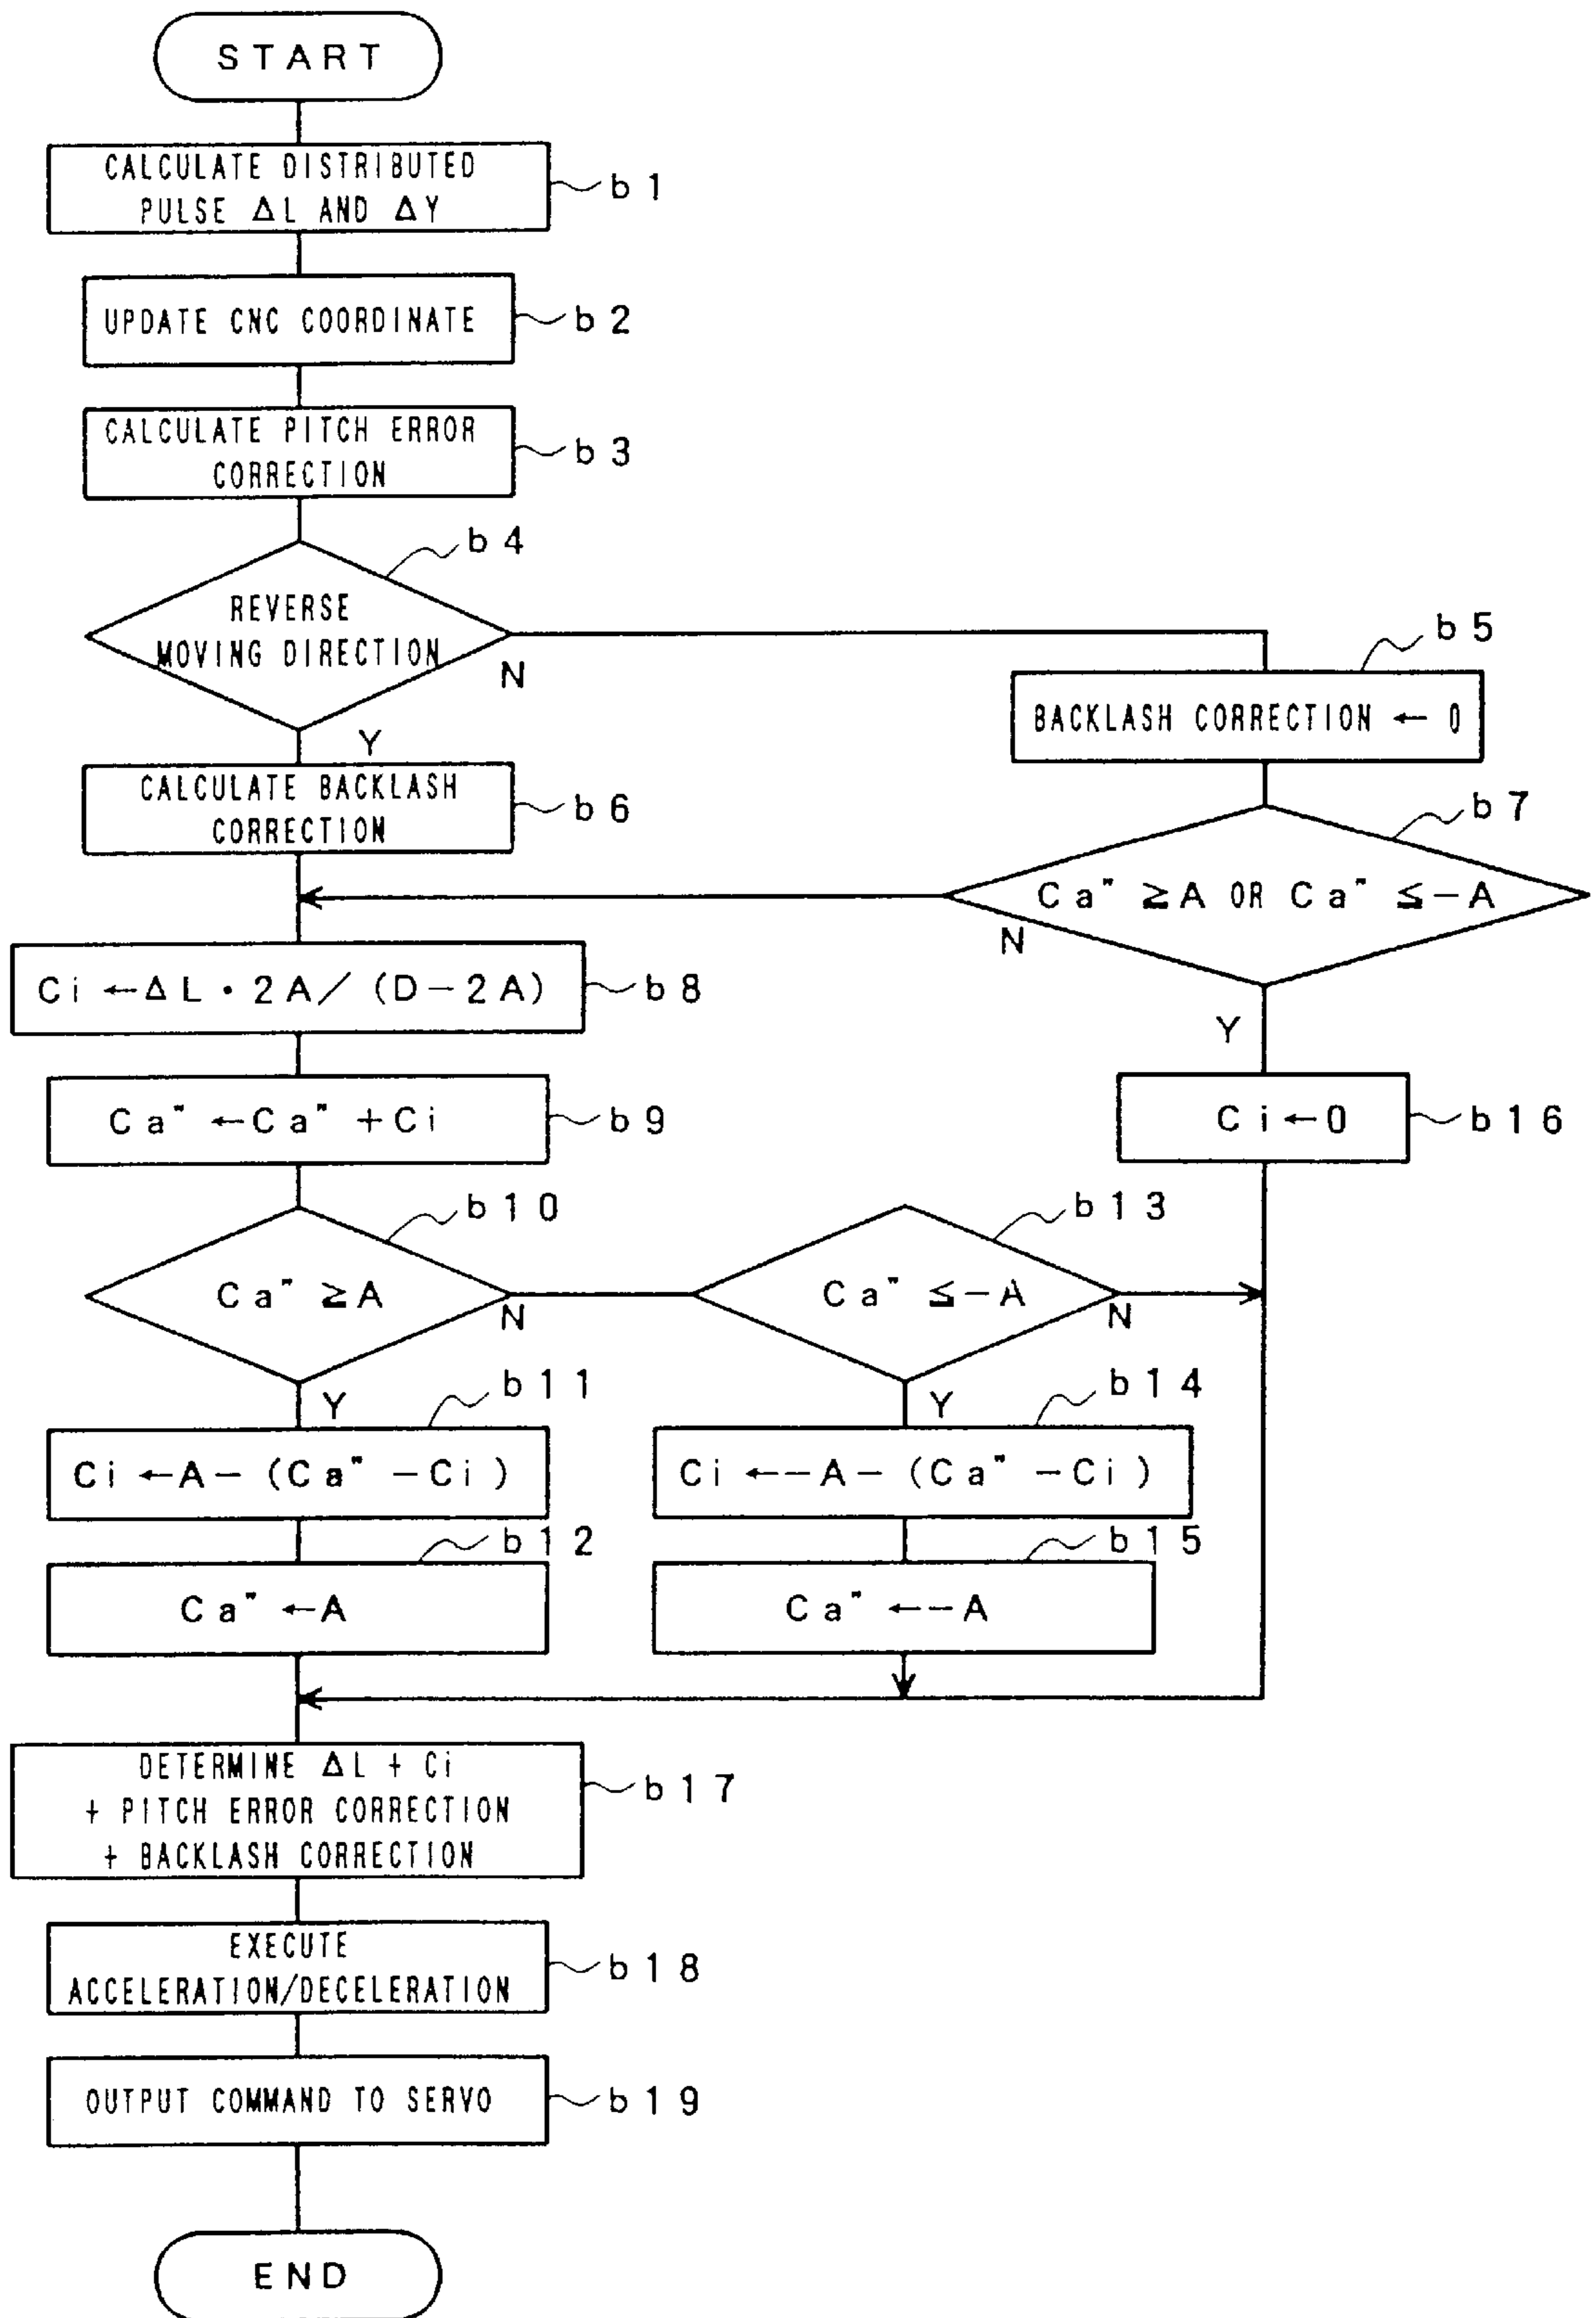 START
CALCULATE DISTRIBUTED
PULSE ΔL AND ΔY
b1
UPDATE CNC COORDINATE
b2
CALCULATE PITCH ERROR
CORRECTION
b3
b4
REVERSE
MOVING DIRECTION
N
Y
b5
BACKLASH CORRECTION ← 0
CALCULATE BACKLASH
CORRECTION
b6
b7
Ca" ≧A OR Ca" ≦-A
N
Y
Ci ←ΔL・2A/(D-2A)
b8
Ca" ←Ca" +Ci
b9
Ci←0
b16
b10
Ca" ≧A
N
Y
b13
Ca" ≦-A
N
Y
b11
Ci ←A-(Ca" -Ci)
b14
Ci ←-A-(Ca" -Ci)
b12
Ca" ←A
b15
Ca" ←-A
DETERMINE ΔL + Ci
+ PITCH ERROR CORRECTION
+ BACKLASH CORRECTION
b17
EXECUTE
ACCELERATION/DECELERATION
b18
OUTPUT COMMAND TO SERVO
b19
END